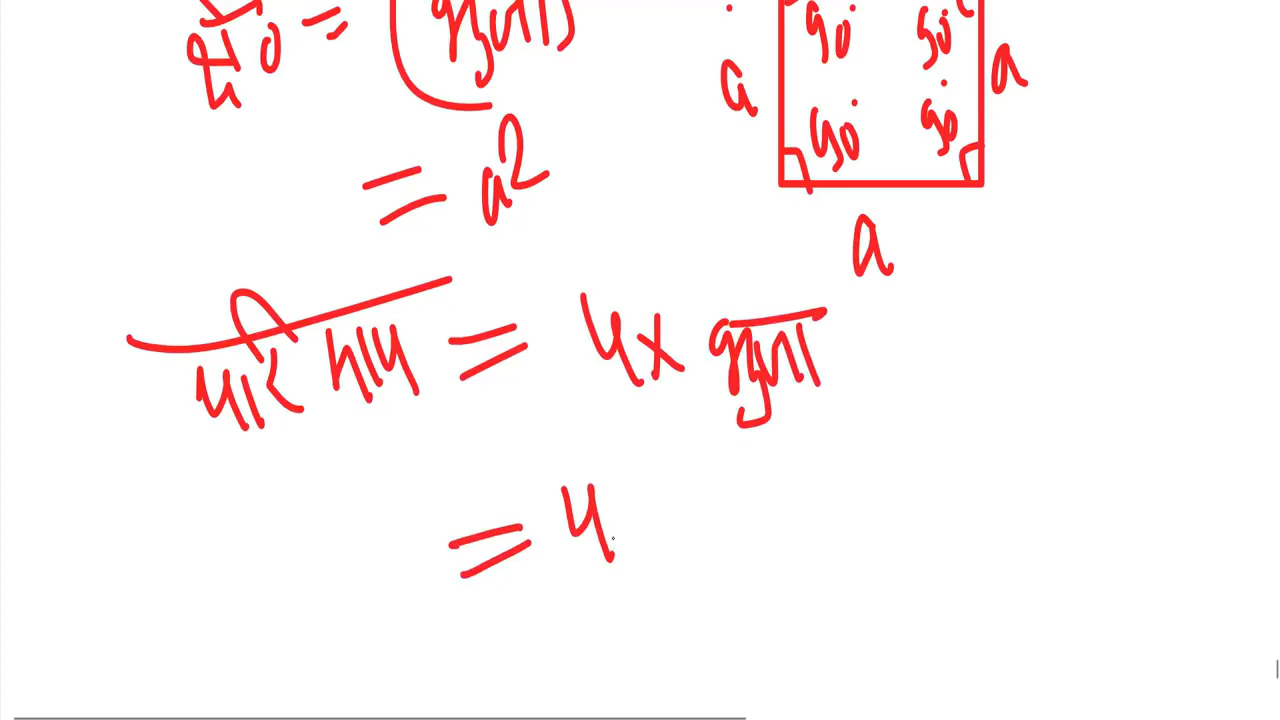 (भुजा) 90° 90°
a a
90° 90°
= a²
a
परिमाप = 4 × भुजा
= 4